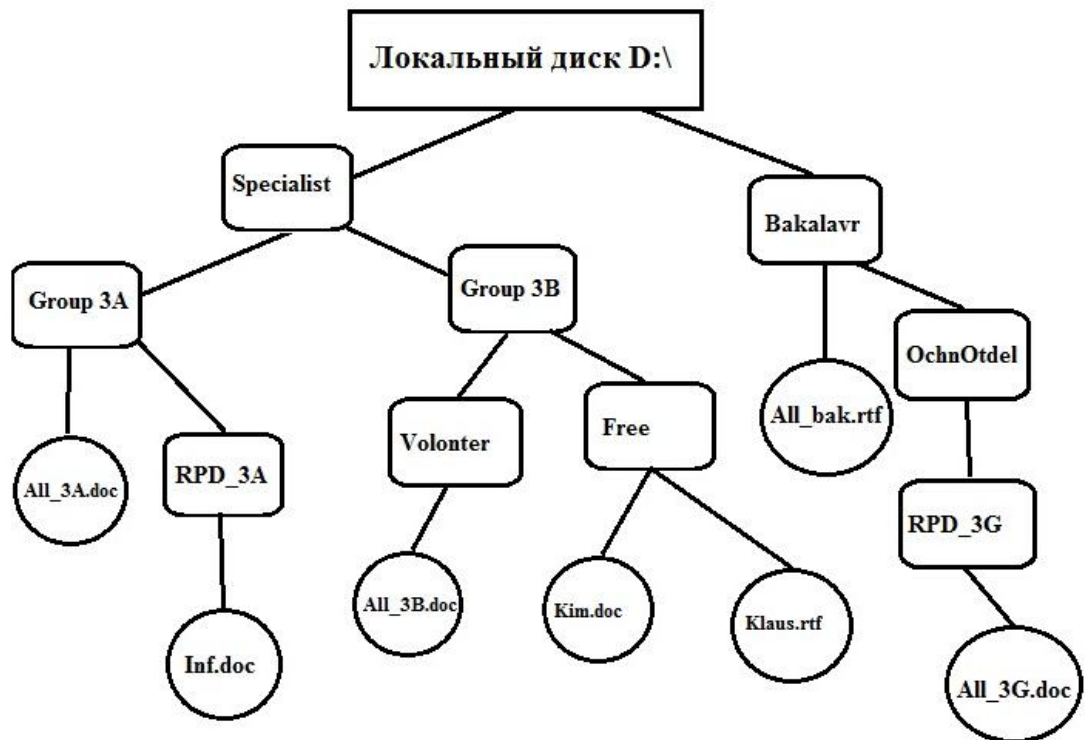 Локальный диск D:\
Specialist
Bakalavr
Group 3A
Group 3B
OchnOtdel
All_bak.rtf
Volonter
Free
RPD_3A
All_3A.doc
RPD_3G
All_3B.doc
Kim.doc
Klaus.rtf
Inf.doc
All_3G.doc